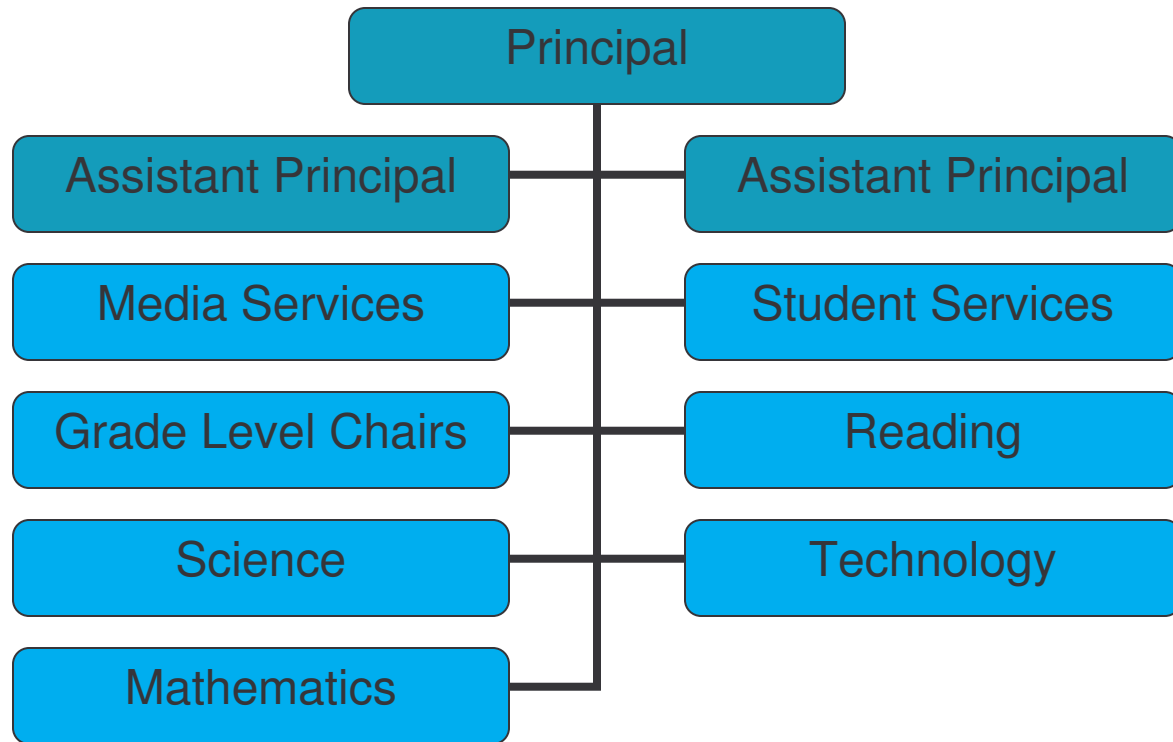 Principal
Assistant Principal
Assistant Principal
Media Services
Student Services
Grade Level Chairs
Reading
Science
Technology
Mathematics